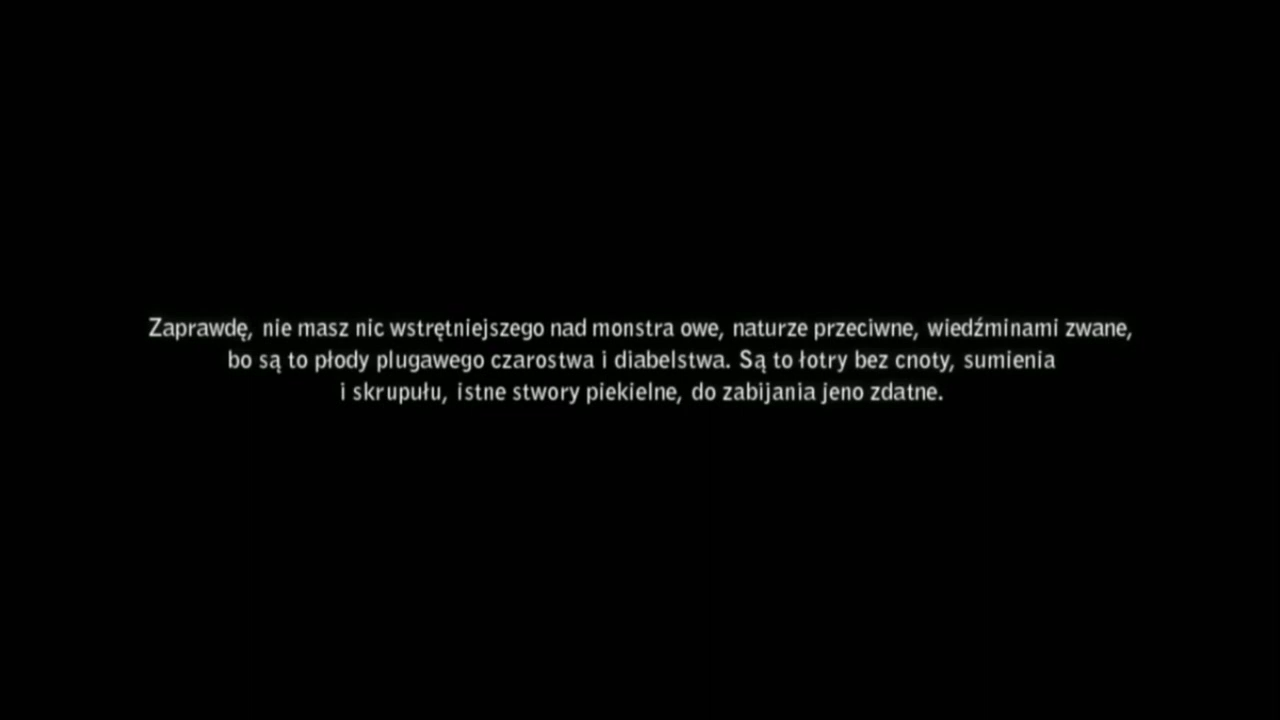 Zaprawdę, nie masz nic wstrętniejszego nad monstra owe, naturze przeciwne, wiedźminami zwane,
bo są to płody plugawego czarostwa i diabelstwa. Są to łotry bez cnoty, sumienia
i skrupułu, istne stwory piekielne, do zabijania jeno zdatne.